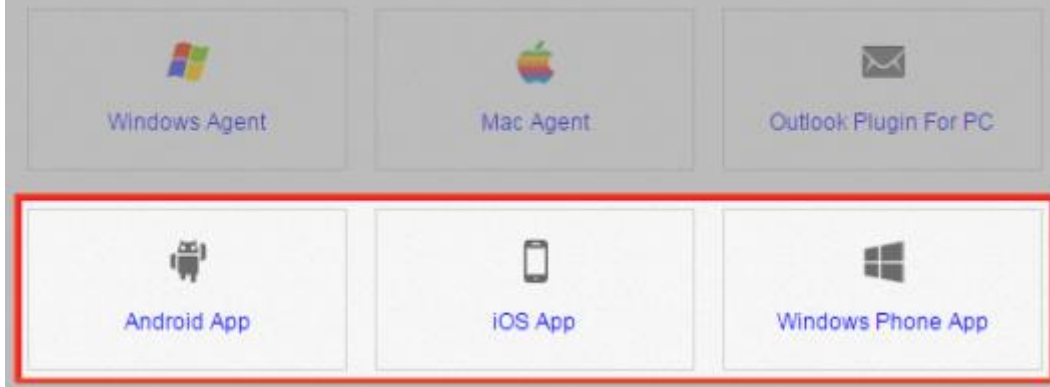 Windows Agent
Mac Agent
Outlook Plugin For PC
Android App
iOS App
Windows Phone App